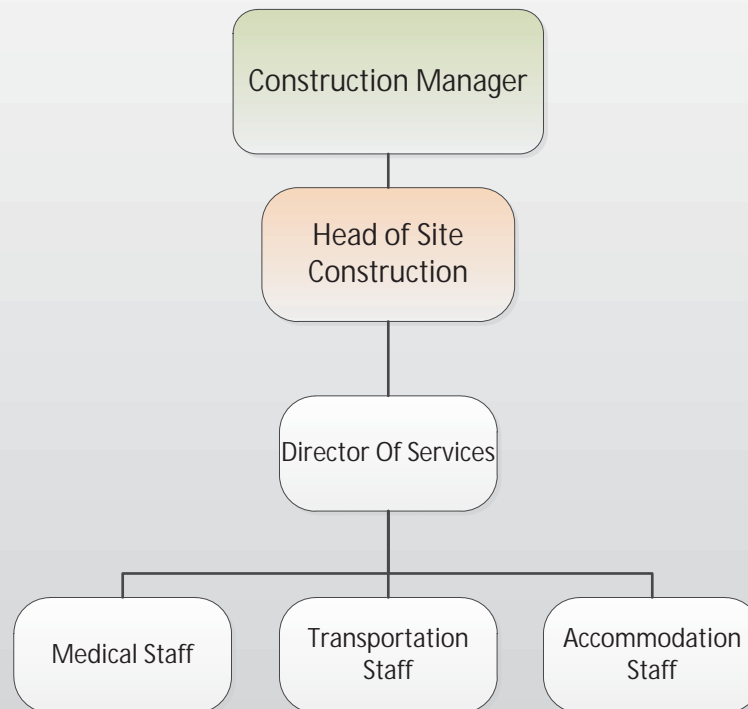 Construction Manager
Head of Site
Construction
Director Of Services
Medical Staff
Transportation
Staff
Accommodation
Staff